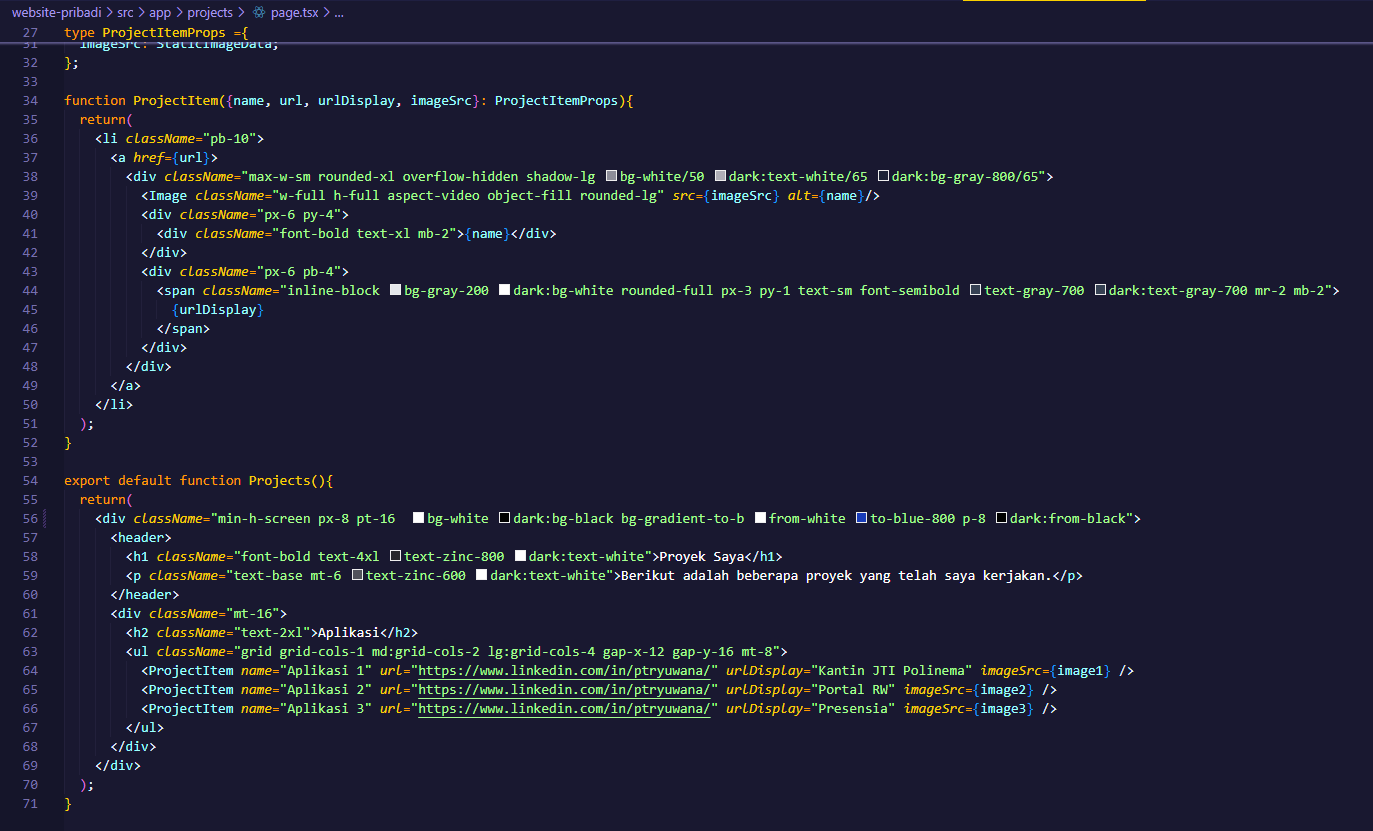 website-pribadi > src > app > projects > page.tsx > ...
27 type ProjectItemProps ={
31   imageSrc: StaticImageData;
32 };
33
34 function ProjectItem({name, url, urlDisplay, imageSrc}: ProjectItemProps){
35   return(
36     <li className="pb-10">
37       <a href={url}>
38         <div className="max-w-sm rounded-xl overflow-hidden shadow-lg bg-white/50 dark:text-white/65 dark:bg-gray-800/65">
39           <Image className="w-full h-full aspect-video object-fill rounded-lg" src={imageSrc} alt={name}/>
40           <div className="px-6 py-4">
41             <div className="font-bold text-xl mb-2">{name}</div>
42           </div>
43           <div className="px-6 pb-4">
44             <span className="inline-block bg-gray-200 dark:bg-white rounded-full px-3 py-1 text-sm font-semibold text-gray-700 dark:text-gray-700 mr-2 mb-2">
45               {urlDisplay}
46             </span>
47           </div>
48         </div>
49       </a>
50     </li>
51   );
52 }
53
54 export default function Projects(){
55   return(
56     <div className="min-h-screen px-8 pt-16  bg-white dark:bg-black bg-gradient-to-b from-white to-blue-800 p-8 dark:from-black">
57       <header>
58         <h1 className="font-bold text-4xl text-zinc-800 dark:text-white">Proyek Saya</h1>
59         <p className="text-base mt-6 text-zinc-600 dark:text-white">Berikut adalah beberapa proyek yang telah saya kerjakan.</p>
60       </header>
61       <div className="mt-16">
62         <h2 className="text-2xl">Aplikasi</h2>
63         <ul className="grid grid-cols-1 md:grid-cols-2 lg:grid-cols-4 gap-x-12 gap-y-16 mt-8">
64           <ProjectItem name="Aplikasi 1" url="https://www.linkedin.com/in/ptryuwana/" urlDisplay="Kantin JTI Polinema" imageSrc={image1} />
65           <ProjectItem name="Aplikasi 2" url="https://www.linkedin.com/in/ptryuwana/" urlDisplay="Portal RW" imageSrc={image2} />
66           <ProjectItem name="Aplikasi 3" url="https://www.linkedin.com/in/ptryuwana/" urlDisplay="Presensia" imageSrc={image3} />
67         </ul>
68       </div>
69     </div>
70   );
71 }